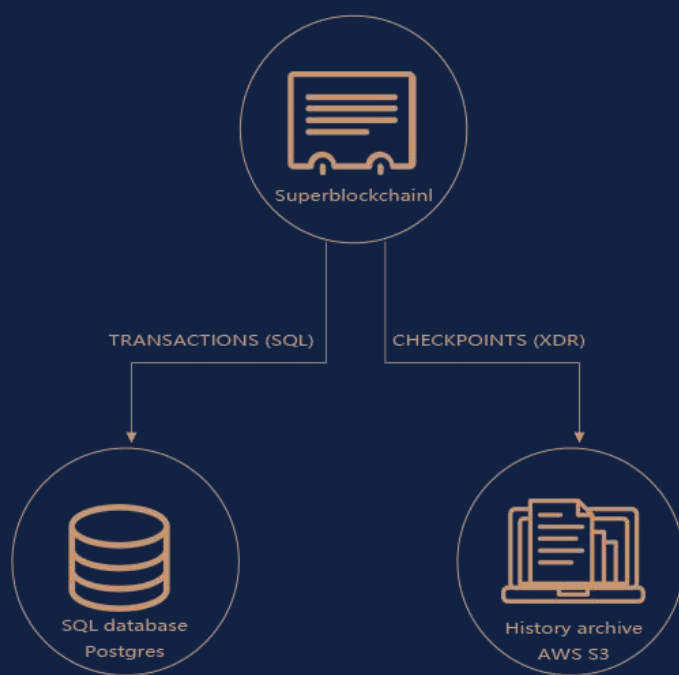 Superblockchainl
TRANSACTIONS (SQL)
CHECKPOINTS (XDR)
SQL database
Postgres
History archive
AWS S3